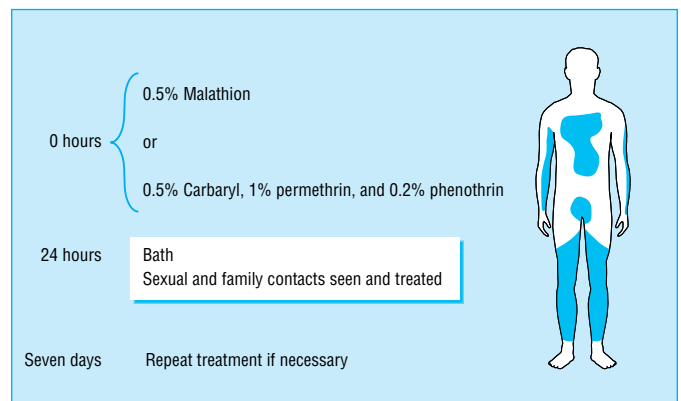 0.5% Malathion
0 hours
or
0.5% Carbaryl, 1% permethrin, and 0.2% phenothrin
24 hours
Bath
Sexual and family contacts seen and treated
Seven days
Repeat treatment if necessary